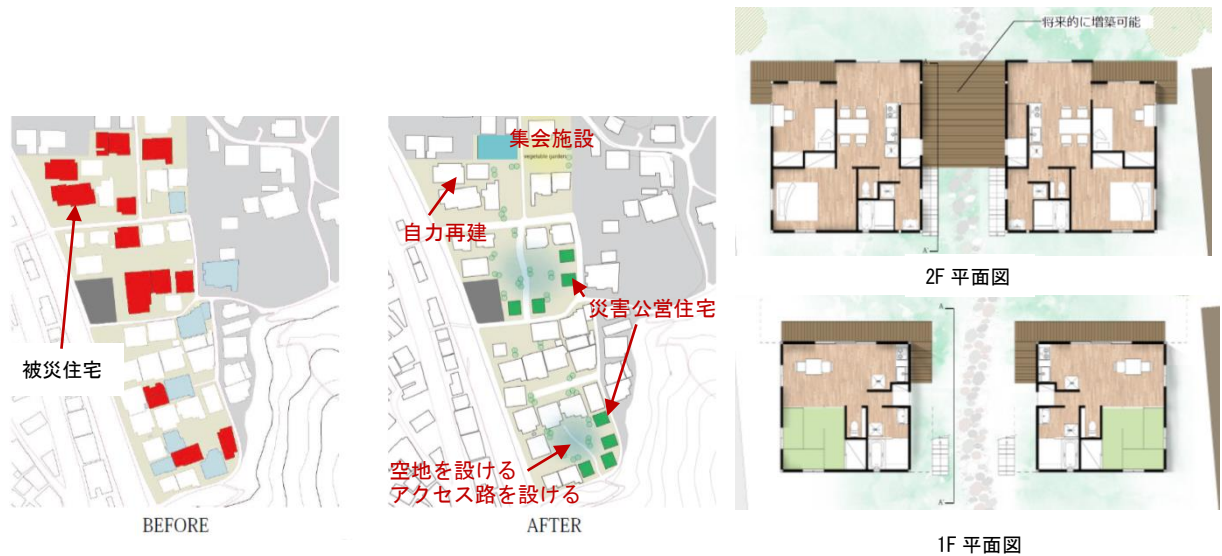 被災住宅
BEFORE
集会施設
vegetable garden
自力再建
災害公営住宅
空地を設ける
アクセス路を設ける
AFTER
将来的に増築可能
A
A'
2F 平面図
A
A'
1F 平面図